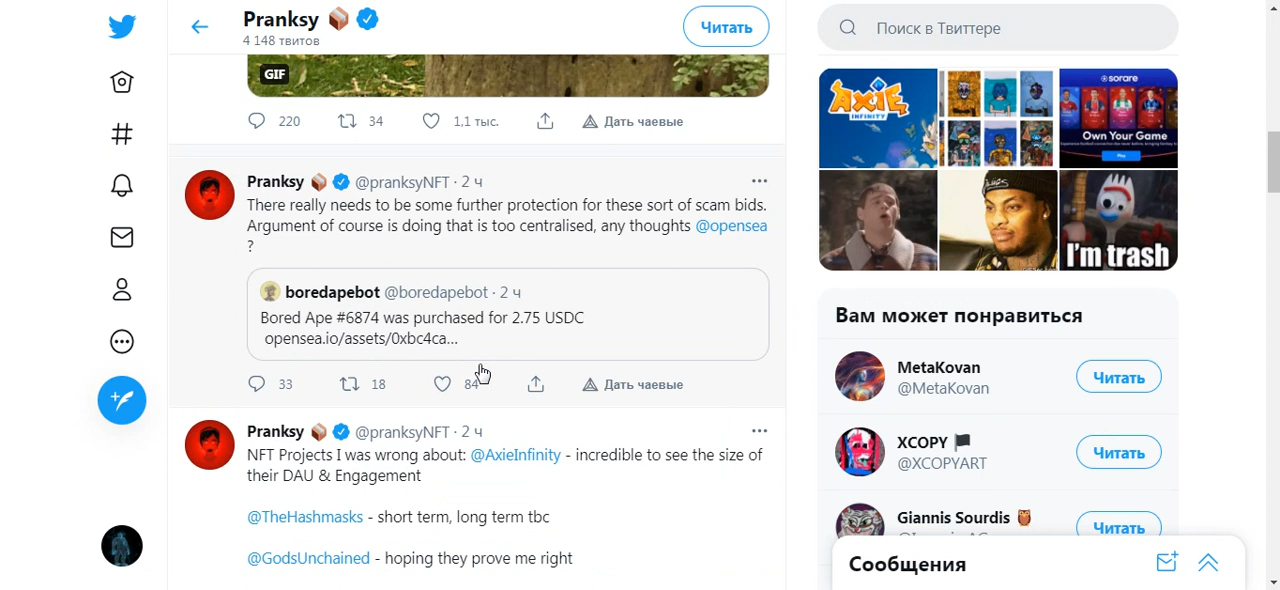 Pranksy
4 148 твитов
Читать
GIF
220
34
1,1 тыс.
Дать чаевые
Pranksy @pranksyNFT · 2 ч
There really needs to be some further protection for these sort of scam bids.
Argument of course is doing that is too centralised, any thoughts @opensea
?
boredapebot @boredapebot · 2 ч
Bored Ape #6874 was purchased for 2.75 USDC
opensea.io/assets/0xbc4ca...
33
18
84
Дать чаевые
Pranksy @pranksyNFT · 2 ч
NFT Projects I was wrong about: @AxieInfinity - incredible to see the size of
their DAU & Engagement
@TheHashmasks - short term, long term tbc
@GodsUnchained - hoping they prove me right
Поиск в Твиттере
AXIE
INFINITY
sorare
Own Your Game
Play
I'm trash
Вам может понравиться
MetaKovan
@MetaKovan
Читать
XCOPY
@XCOPYART
Читать
Giannis Sourdis
Читать
Сообщения